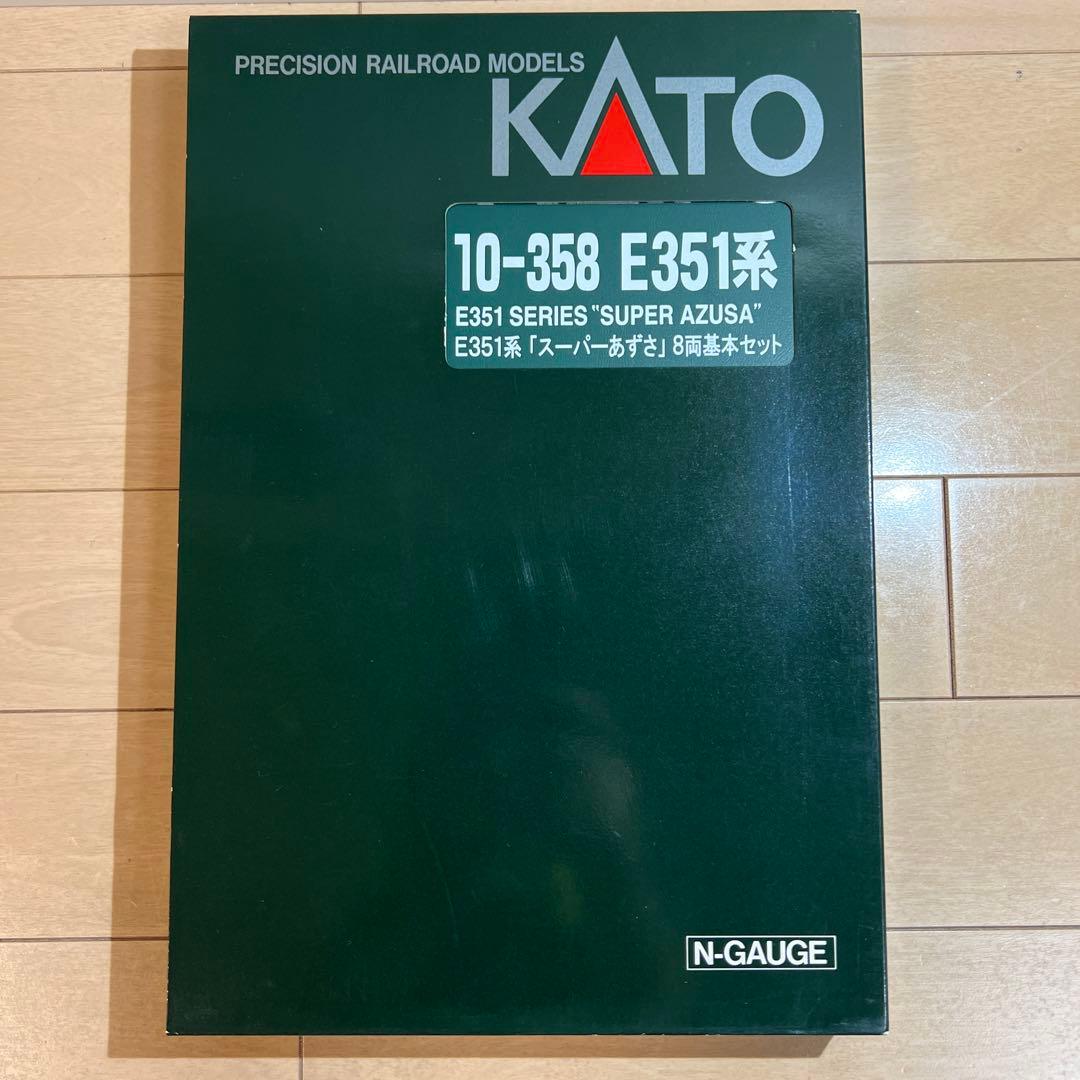 PRECISION RAILROAD MODELS
KATO
10-358 E351系
E351 SERIES "SUPER AZUSA"
E351系「スーパーあずさ」8両基本セット
N-GAUGE